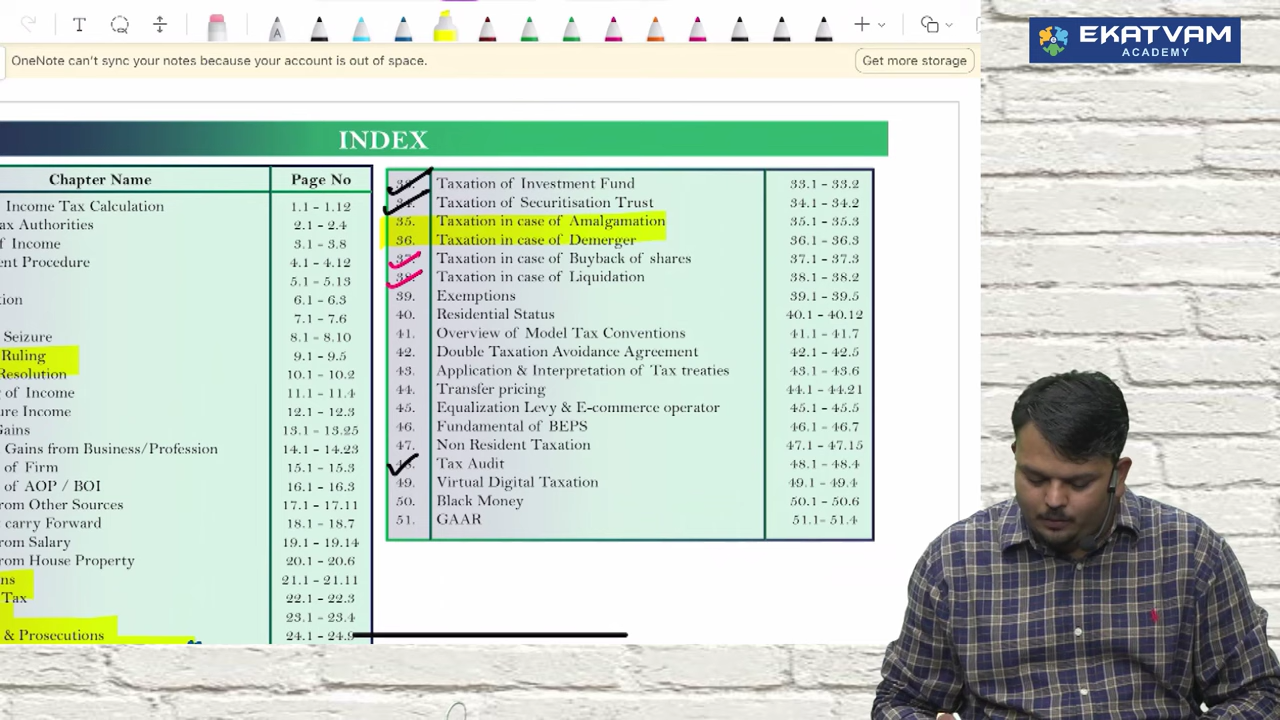 T
A
EKATVAM
ACADEMY
OneNote can't sync your notes because your account is out of space.
Get more storage
INDEX
Chapter Name Page No
Income Tax Calculation 1.1 - 1.12
ax Authorities 2.1 - 2.4
of Income 3.1 - 3.8
ent Procedure 4.1 - 4.12
5.1 - 5.13
ion 6.1 - 6.3
7.1 - 7.6
Seizure 8.1 - 8.10
Ruling 9.1 - 9.5
Resolution 10.1 - 10.2
g of Income 11.1 - 11.4
ure Income 12.1 - 12.3
Gains 13.1 - 13.25
Gains from Business/Profession 14.1 - 14.23
of Firm 15.1 - 15.3
of AOP / BOI 16.1 - 16.3
rom Other Sources 17.1 - 17.11
carry Forward 18.1 - 18.7
rom Salary 19.1 - 19.14
rom House Property 20.1 - 20.6
ns 21.1 - 21.11
Tax 22.1 - 22.3
23.1 - 23.4
& Prosecutions 24.1 - 24.9
Taxation of Investment Fund 33.1 - 33.2
34. Taxation of Securitisation Trust 34.1 - 34.2
35. Taxation in case of Amalgamation 35.1 - 35.3
36. Taxation in case of Demerger 36.1 - 36.3
37. Taxation in case of Buyback of shares 37.1 - 37.3
38. Taxation in case of Liquidation 38.1 - 38.2
39. Exemptions 39.1 - 39.5
40. Residential Status 40.1 - 40.12
41. Overview of Model Tax Conventions 41.1 - 41.7
42. Double Taxation Avoidance Agreement 42.1 - 42.5
43. Application & Interpretation of Tax treaties 43.1 - 43.6
44. Transfer pricing 44.1 - 44.21
45. Equalization Levy & E-commerce operator 45.1 - 45.5
46. Fundamental of BEPS 46.1 - 46.7
47. Non Resident Taxation 47.1 - 47.15
48. Tax Audit 48.1 - 48.4
49. Virtual Digital Taxation 49.1 - 49.4
50. Black Money 50.1 - 50.6
51. GAAR 51.1- 51.4